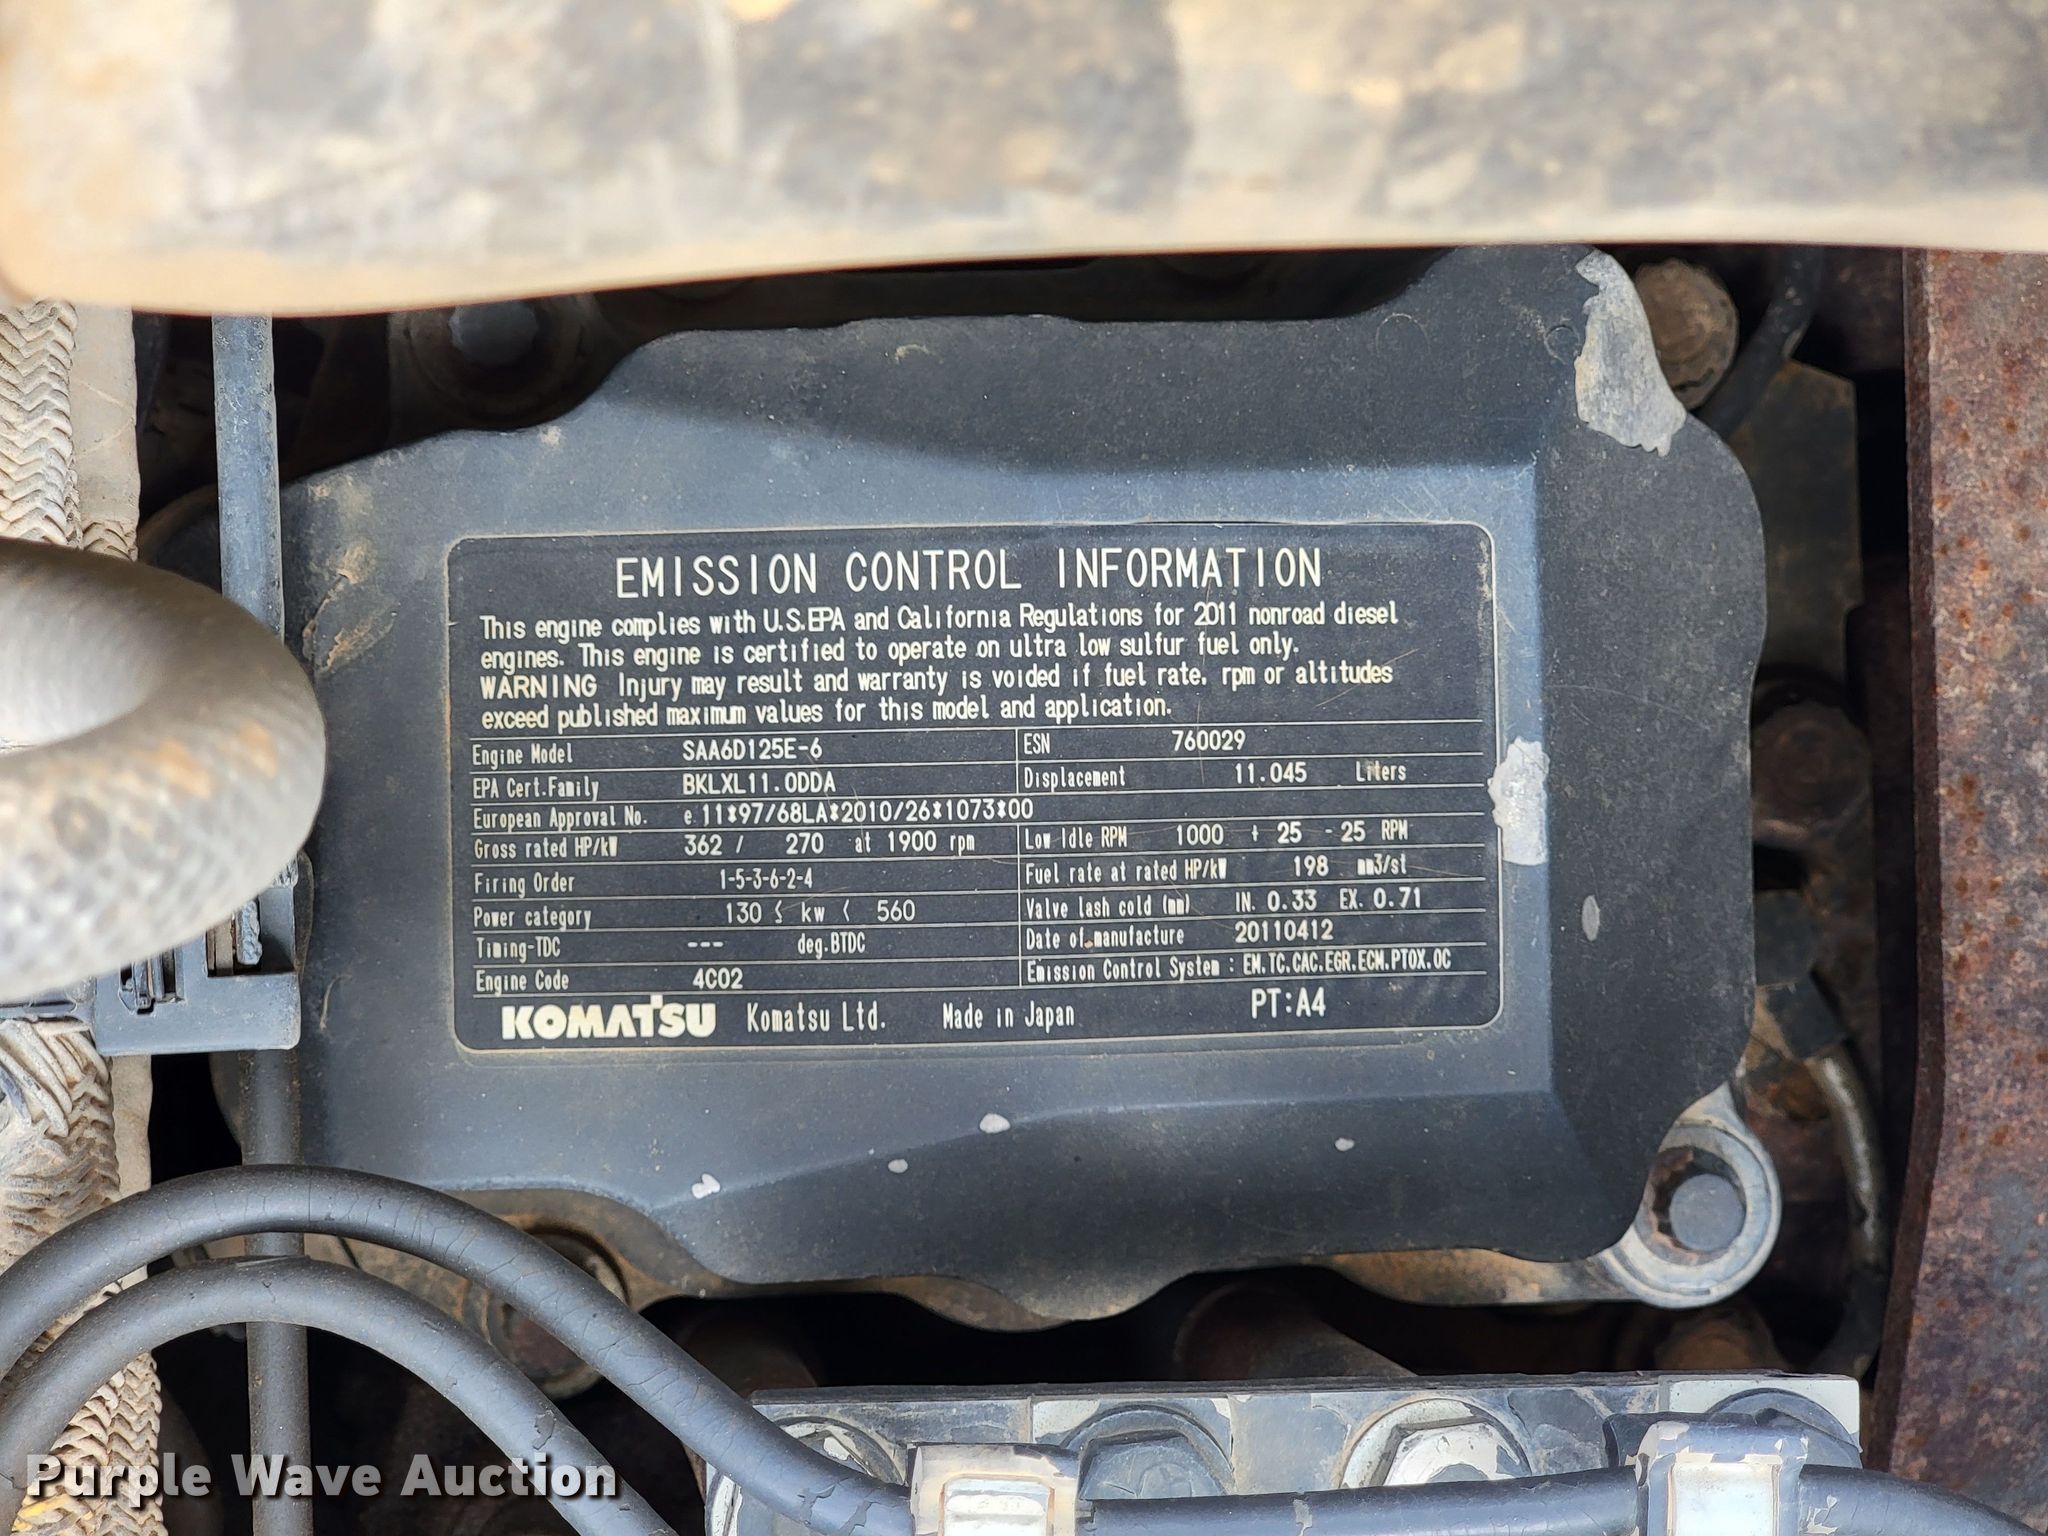 EMISSION CONTROL INFORMATION
This engine complies with U.S.EPA and California Regulations for 2011 nonroad diesel
engines. This engine is certified to operate on ultra low sulfur fuel only.
WARNING Injury may result and warranty is voided if fuel rate, rpm or altitudes
exceed published maximum values for this model and application.
Engine Model SAA6D125E-6 ESN 760029
EPA Cert.Family BKLXL11.0DDA Displacement 11.045 Liters
European Approval No. e 11*97/68LA*2010/26*1073*00
Gross rated HP/kW 362 / 270 at 1900 rpm Low Idle RPM 1000 + 25 - 25 RPM
Firing Order 1-5-3-6-2-4 Fuel rate at rated HP/kW 198 mm3/st
Power category 130 ≤ kw < 560 Valve lash cold (mm) IN. 0.33 EX. 0.71
Timing-TDC --- deg.BTDC Date of manufacture 20110412
Engine Code 4C02 Emission Control System : EM.TC.CAC.EGR.ECM.PTOX.OC
KOMATSU Komatsu Ltd. Made in Japan PT:A4
Purple Wave Auction